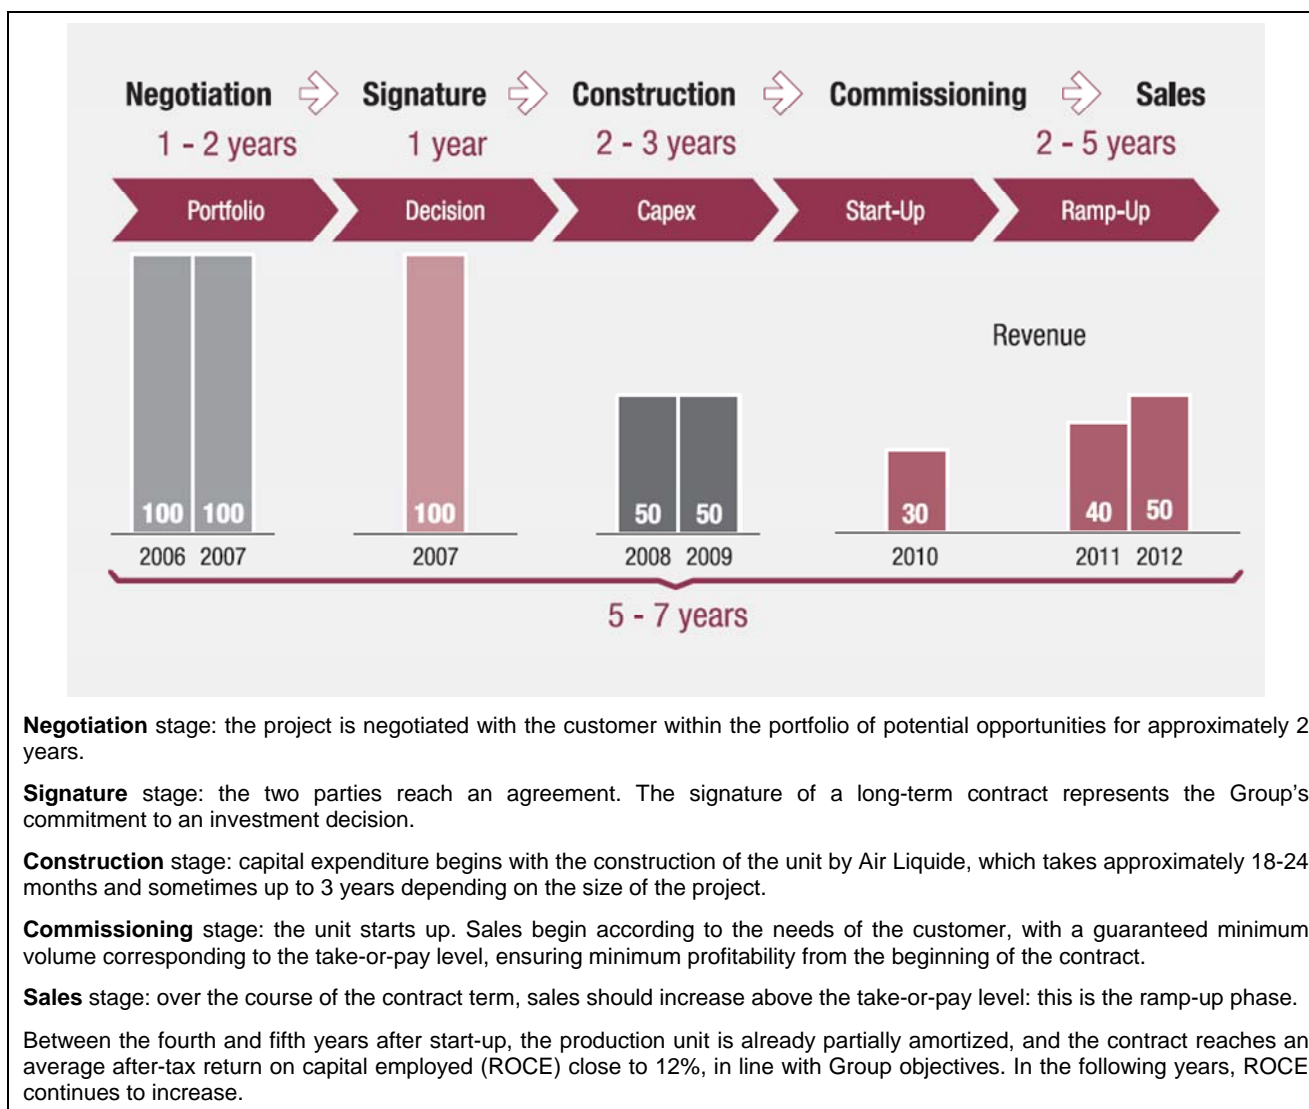 Negotiation Signature Construction Commissioning Sales
1 - 2 years 1 year 2 - 3 years 2 - 5 years
Portfolio Decision Capex Start-Up Ramp-Up
Revenue
100 100 100 50 50 30 40 50
2006 2007 2007 2008 2009 2010 2011 2012
5 - 7 years
Negotiation stage: the project is negotiated with the customer within the portfolio of potential opportunities for approximately 2
years.
Signature stage: the two parties reach an agreement. The signature of a long-term contract represents the Group's
commitment to an investment decision.
Construction stage: capital expenditure begins with the construction of the unit by Air Liquide, which takes approximately 18-24
months and sometimes up to 3 years depending on the size of the project.
Commissioning stage: the unit starts up. Sales begin according to the needs of the customer, with a guaranteed minimum
volume corresponding to the take-or-pay level, ensuring minimum profitability from the beginning of the contract.
Sales stage: over the course of the contract term, sales should increase above the take-or-pay level: this is the ramp-up phase.
Between the fourth and fifth years after start-up, the production unit is already partially amortized, and the contract reaches an
average after-tax return on capital employed (ROCE) close to 12%, in line with Group objectives. In the following years, ROCE
continues to increase.